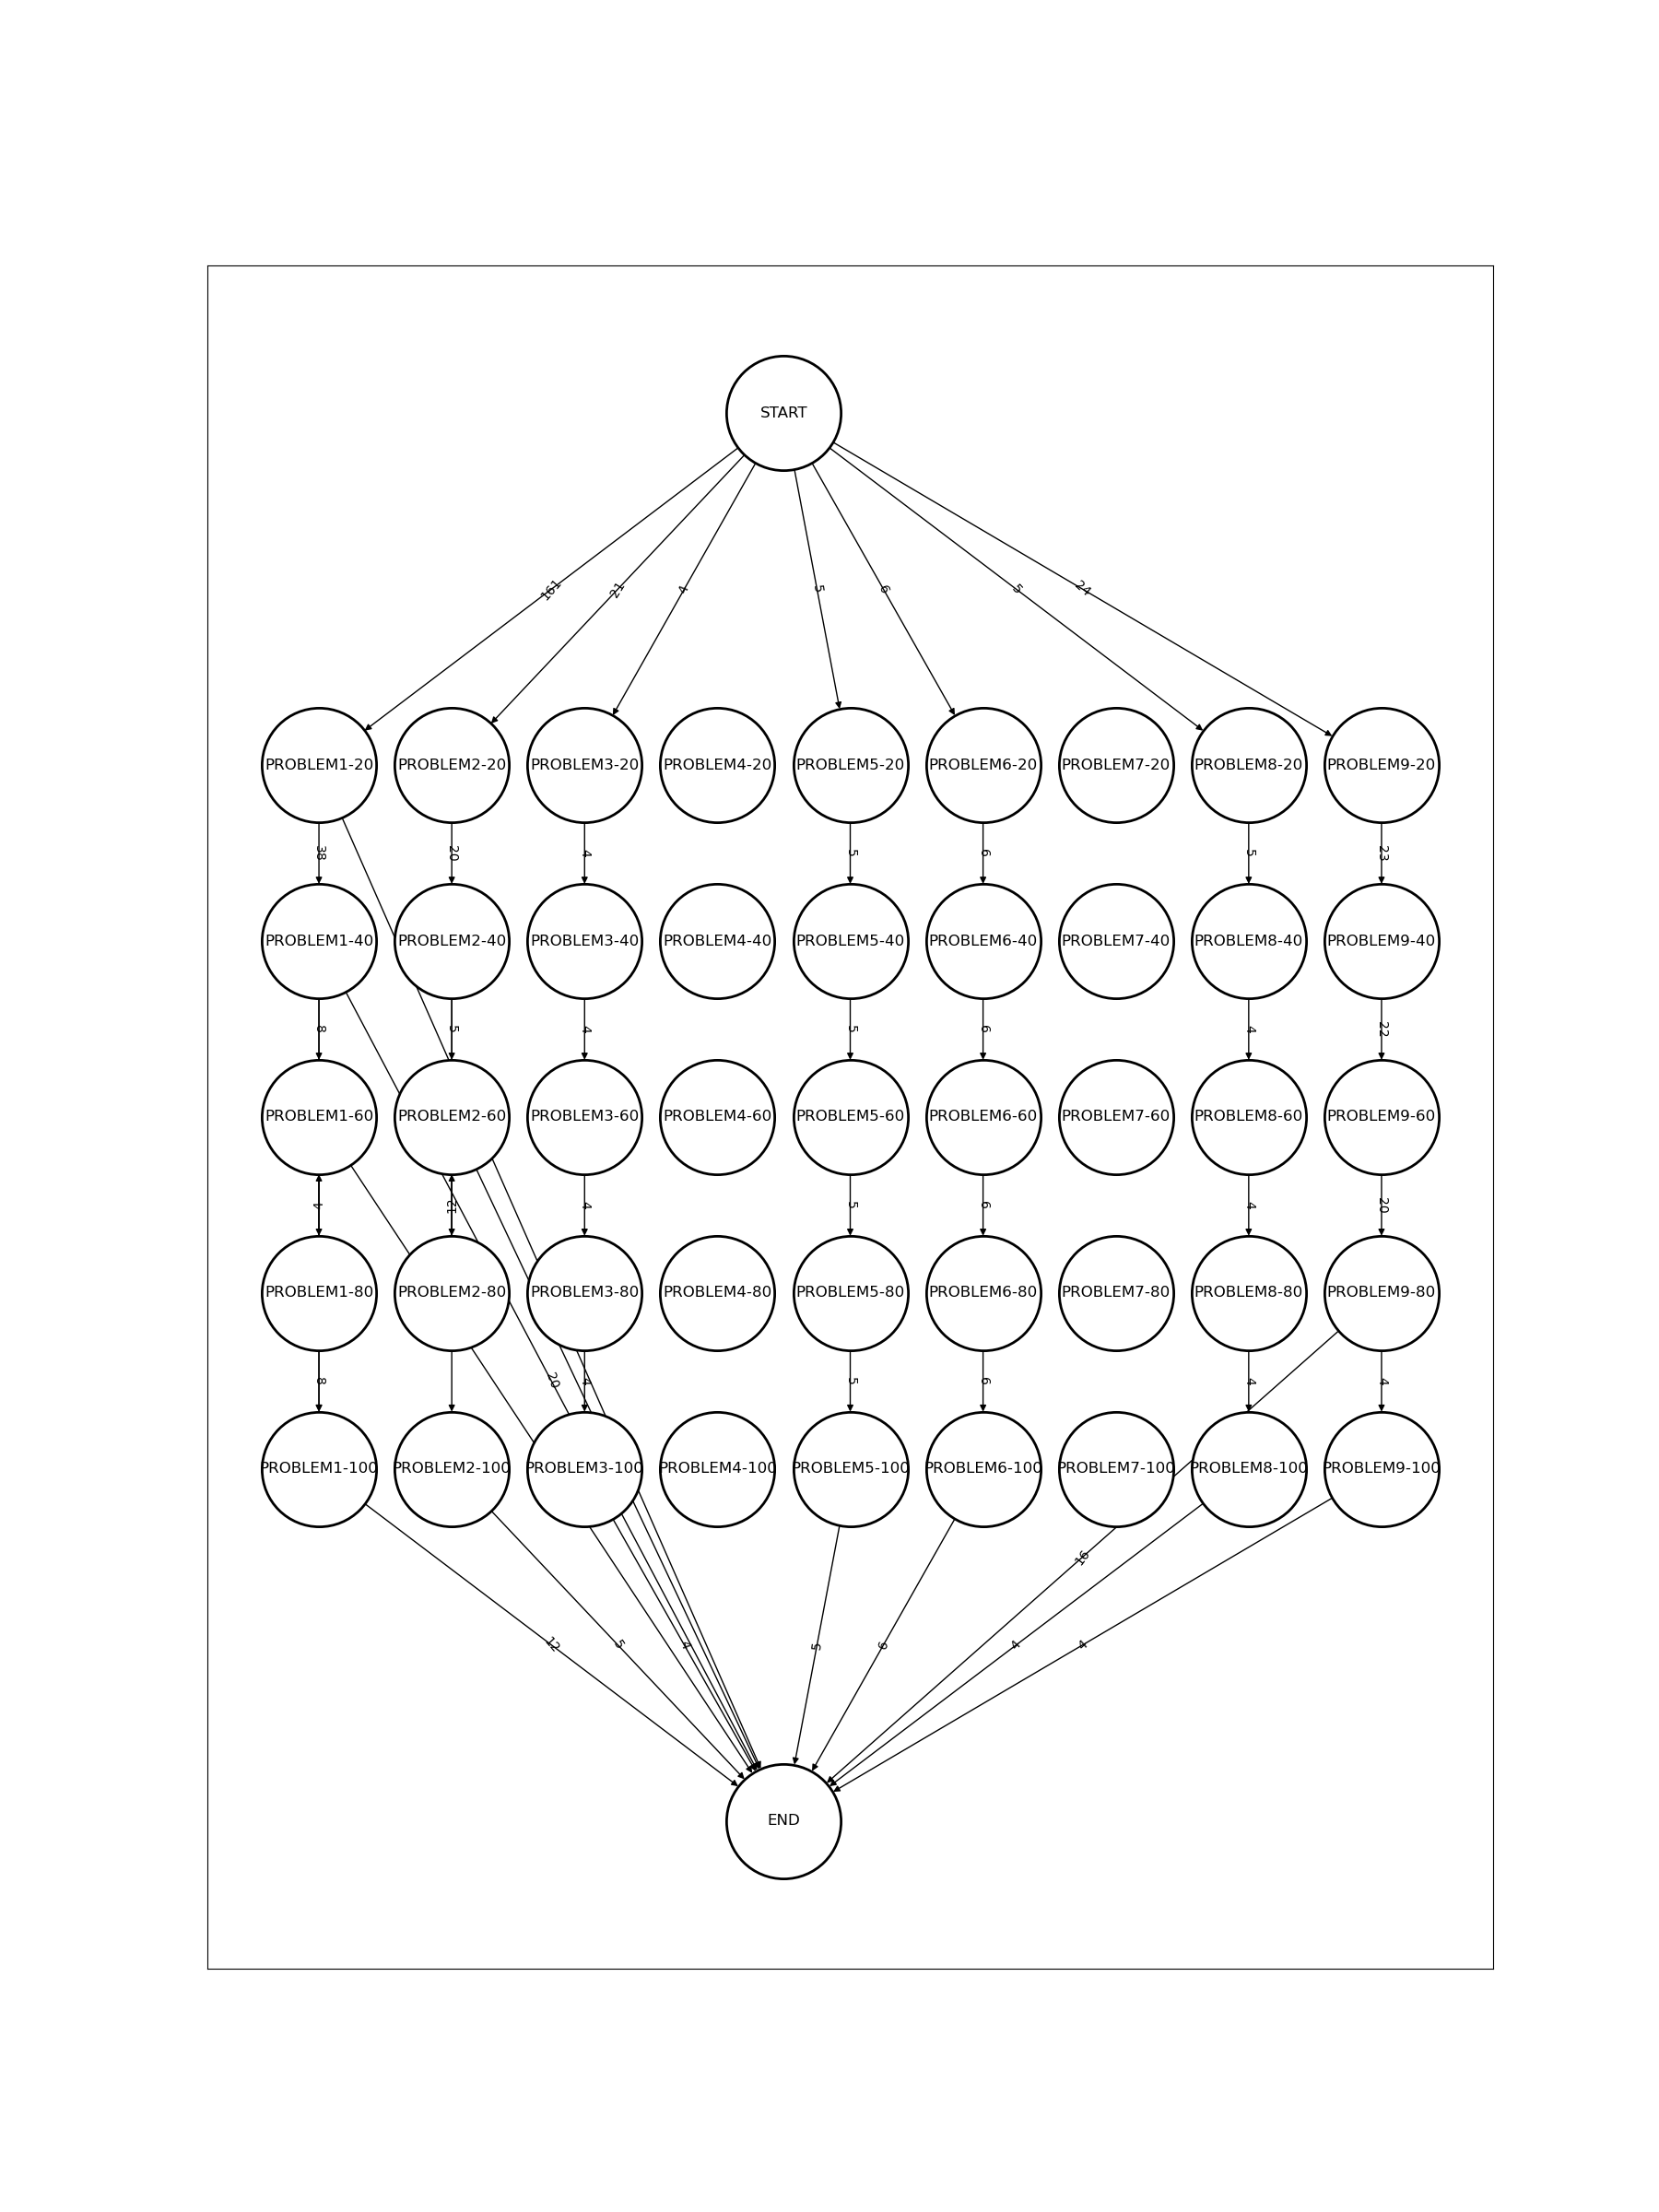 START
161 21 4 5 6 5 24
PROBLEM1-20 PROBLEM2-20 PROBLEM3-20 PROBLEM4-20 PROBLEM5-20 PROBLEM6-20 PROBLEM7-20 PROBLEM8-20 PROBLEM9-20
38 20 4 5 6 5 23
PROBLEM1-40 PROBLEM2-40 PROBLEM3-40 PROBLEM4-40 PROBLEM5-40 PROBLEM6-40 PROBLEM7-40 PROBLEM8-40 PROBLEM9-40
8 5 4 5 6 4 22
PROBLEM1-60 PROBLEM2-60 PROBLEM3-60 PROBLEM4-60 PROBLEM5-60 PROBLEM6-60 PROBLEM7-60 PROBLEM8-60 PROBLEM9-60
4 12 4 5 6 4 20
PROBLEM1-80 PROBLEM2-80 PROBLEM3-80 PROBLEM4-80 PROBLEM5-80 PROBLEM6-80 PROBLEM7-80 PROBLEM8-80 PROBLEM9-80
8 20 4 5 6 4 4
PROBLEM1-100 PROBLEM2-100 PROBLEM3-100 PROBLEM4-100 PROBLEM5-100 PROBLEM6-100 PROBLEM7-100 PROBLEM8-100 PROBLEM9-100
16
12 5 4 5 6 4 4
END